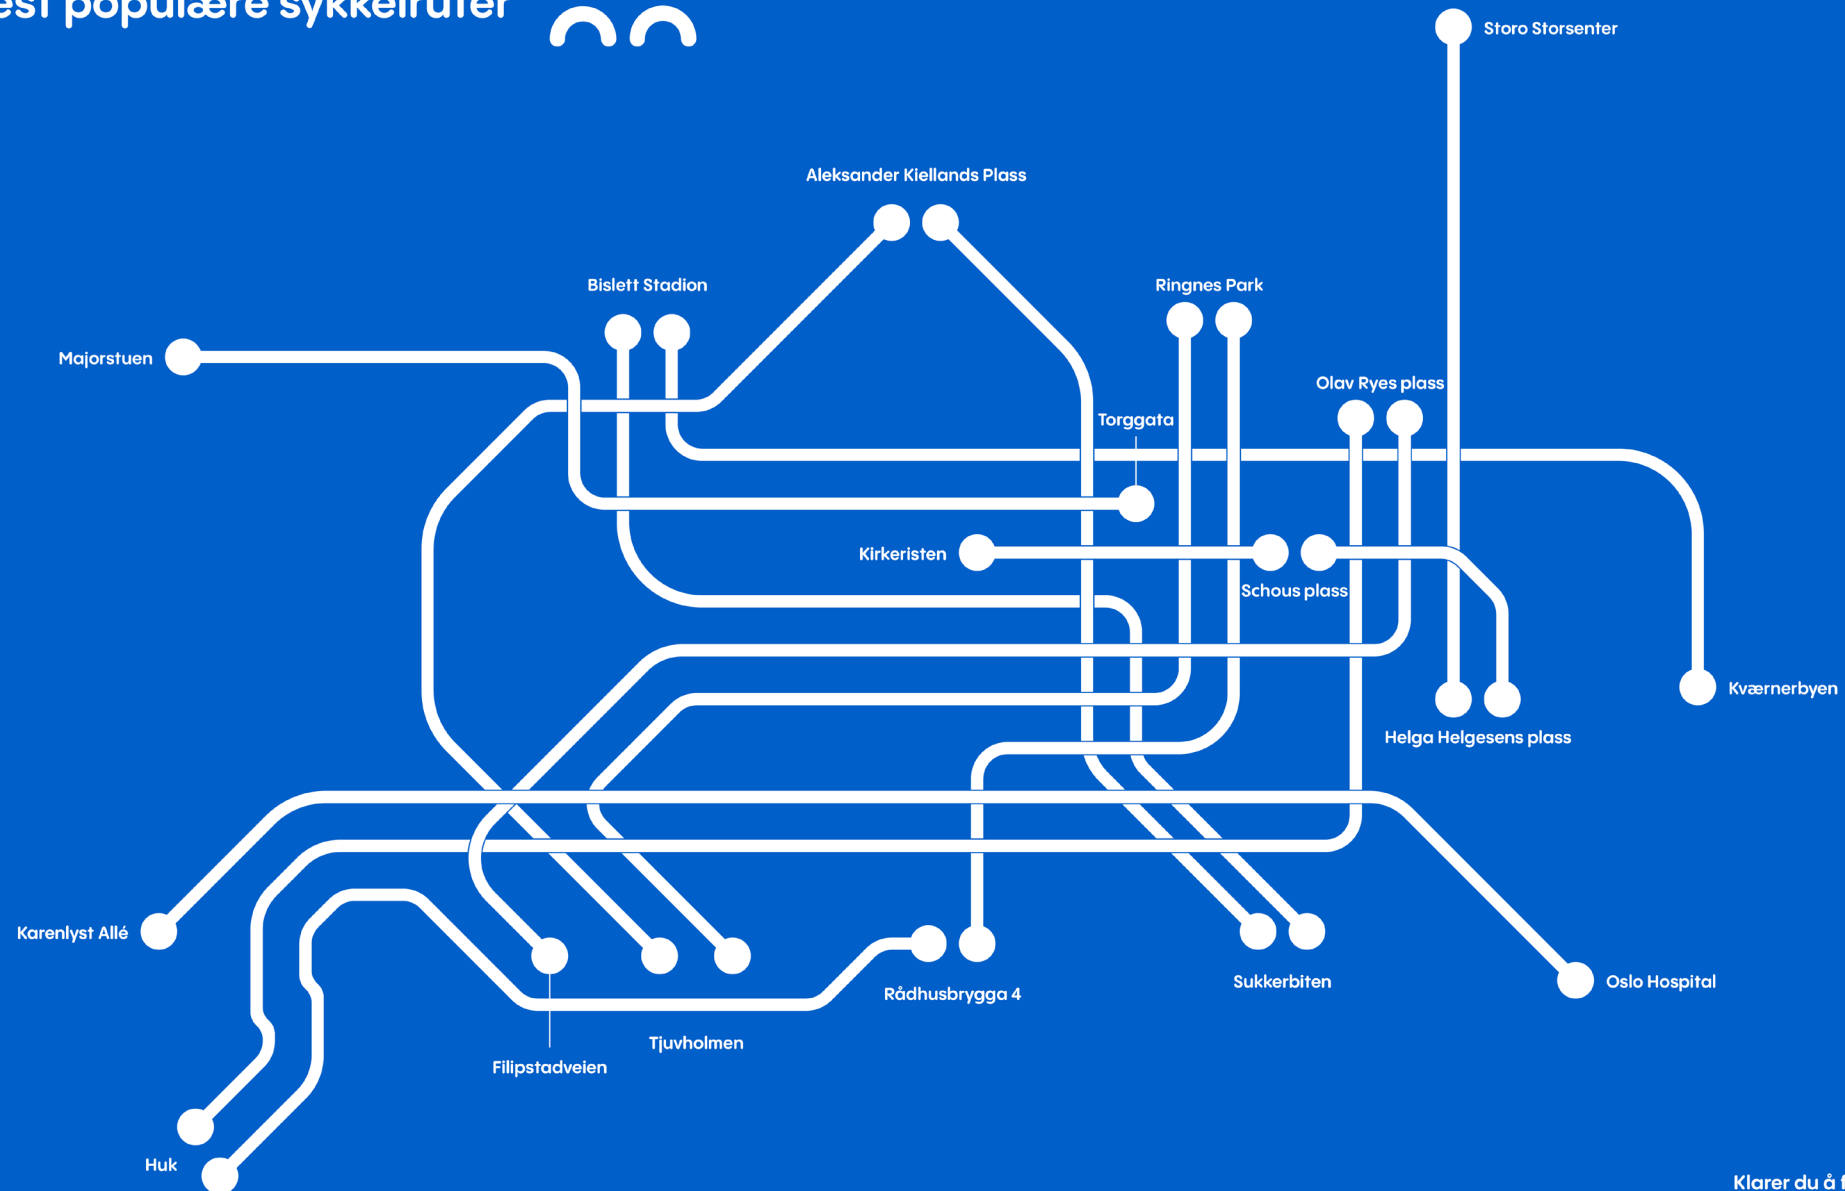 populære sykkelruter
Storo Storsenter
Aleksander Kiellands Plass
Bislett Stadion
Ringnes Park
Majorstuen
Olav Ryes plass
Torggata
Kirkeristen
Schous plass
Kværnerbyen
Helga Helgesens plass
Karenlyst Allé
Rådhusbrygga 4
Sukkerbiten
Oslo Hospital
Tjuvholmen
Filipstadveien
Huk
Klarer du å